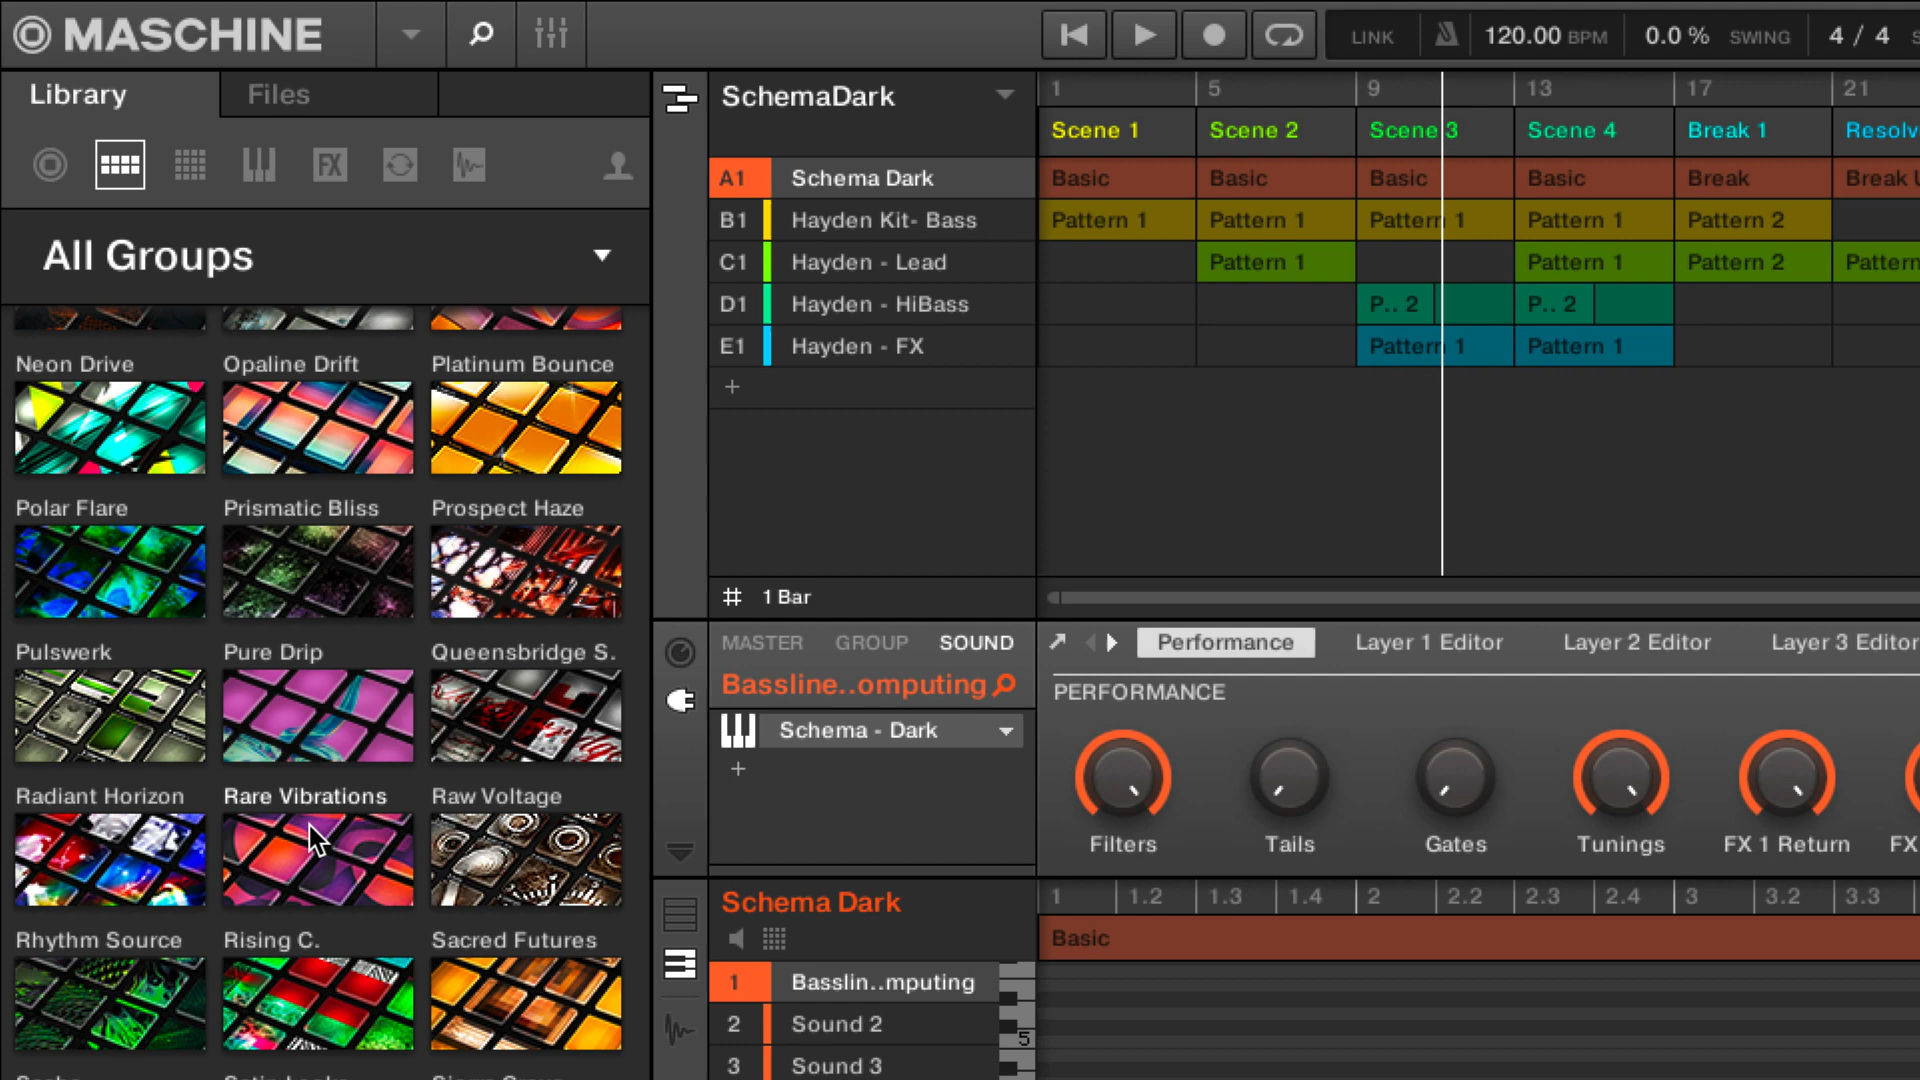 MASCHINE
LINK 120.00 BPM 0.0 % SWING 4 / 4
Library Files
FX
All Groups
Neon Drive Opaline Drift Platinum Bounce
Polar Flare Prismatic Bliss Prospect Haze
Pulswerk Pure Drip Queensbridge S.
Radiant Horizon Rare Vibrations Raw Voltage
Rhythm Source Rising C. Sacred Futures
SchemaDark
1 5 9 13 17 21
Scene 1 Scene 2 Scene 3 Scene 4 Break 1 Resolv
A1 Schema Dark Basic Basic Basic Basic Break Break
B1 Hayden Kit- Bass Pattern 1 Pattern 1 Pattern 1 Pattern 1 Pattern 2
C1 Hayden - Lead Pattern 1 Pattern 1 Pattern 2 Pattern
D1 Hayden - HiBass P.. 2 P.. 2
E1 Hayden - FX Pattern 1 Pattern 1
+
1 Bar
MASTER GROUP SOUND
Bassline..omputing
Schema - Dark
+
Performance Layer 1 Editor Layer 2 Editor Layer 3 Editor
PERFORMANCE
Filters Tails Gates Tunings FX 1 Return FX
Schema Dark
1 1.2 1.3 1.4 2 2.2 2.3 2.4 3 3.2 3.3
Basic
1 Basslin..mputing
2 Sound 2
5
3 Sound 3